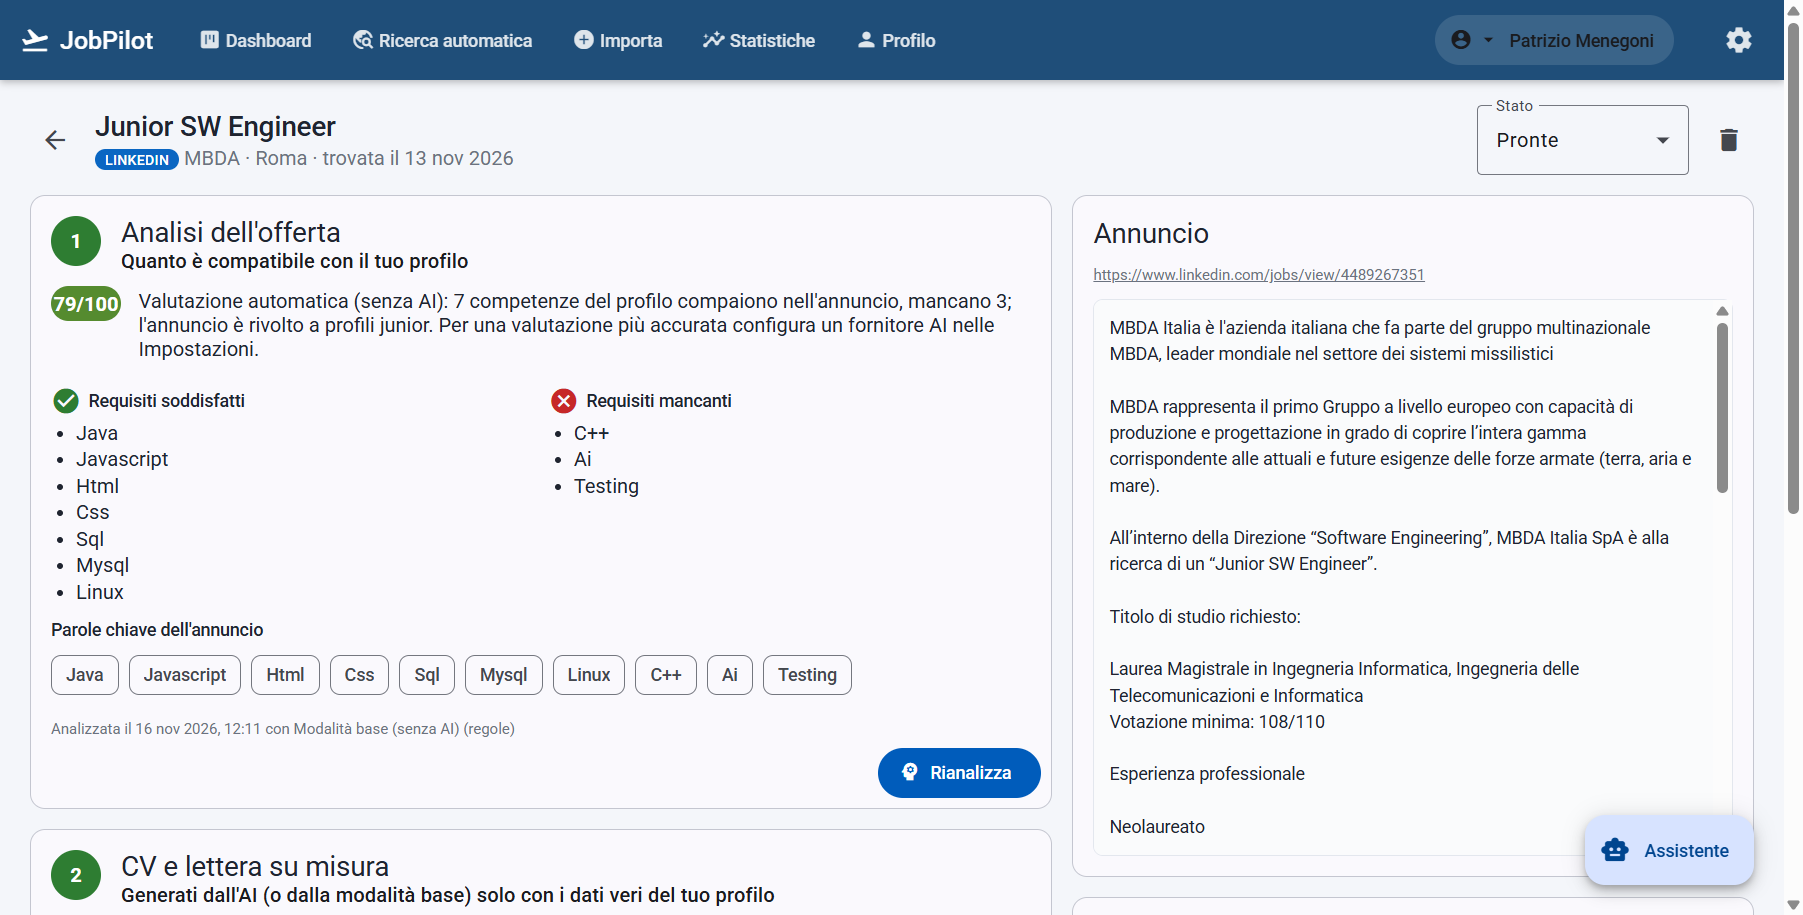 JobPilot
Dashboard
Ricerca automatica
Importa
Statistiche
Profilo
Patrizio Menegoni
Junior SW Engineer
LINKEDIN MBDA · Roma · trovata il 13 nov 2026
Stato
Pronte
1
Analisi dell'offerta
Quanto è compatibile con il tuo profilo
79/100
Valutazione automatica (senza AI): 7 competenze del profilo compaiono nell'annuncio, mancano 3;
l'annuncio è rivolto a profili junior. Per una valutazione più accurata configura un fornitore AI nelle
Impostazioni.
Requisiti soddisfatti
• Java
• Javascript
• Html
• Css
• Sql
• Mysql
• Linux
Requisiti mancanti
• C++
• Ai
• Testing
Parole chiave dell'annuncio
Java Javascript Html Css Sql Mysql Linux C++ Ai Testing
Analizzata il 16 nov 2026, 12:11 con Modalità base (senza AI) (regole)
Rianalizza
2
CV e lettera su misura
Generati dall'AI (o dalla modalità base) solo con i dati veri del tuo profilo
Annuncio
https://www.linkedin.com/jobs/view/4489267351
MBDA Italia è l'azienda italiana che fa parte del gruppo multinazionale
MBDA, leader mondiale nel settore dei sistemi missilistici
MBDA rappresenta il primo Gruppo a livello europeo con capacità di
produzione e progettazione in grado di coprire l’intera gamma
corrispondente alle attuali e future esigenze delle forze armate (terra, aria e
mare).
All’interno della Direzione “Software Engineering”, MBDA Italia SpA è alla
ricerca di un “Junior SW Engineer”.
Titolo di studio richiesto:
Laurea Magistrale in Ingegneria Informatica, Ingegneria delle
Telecomunicazioni e Informatica
Votazione minima: 108/110
Esperienza professionale
Neolaureato
Assistente